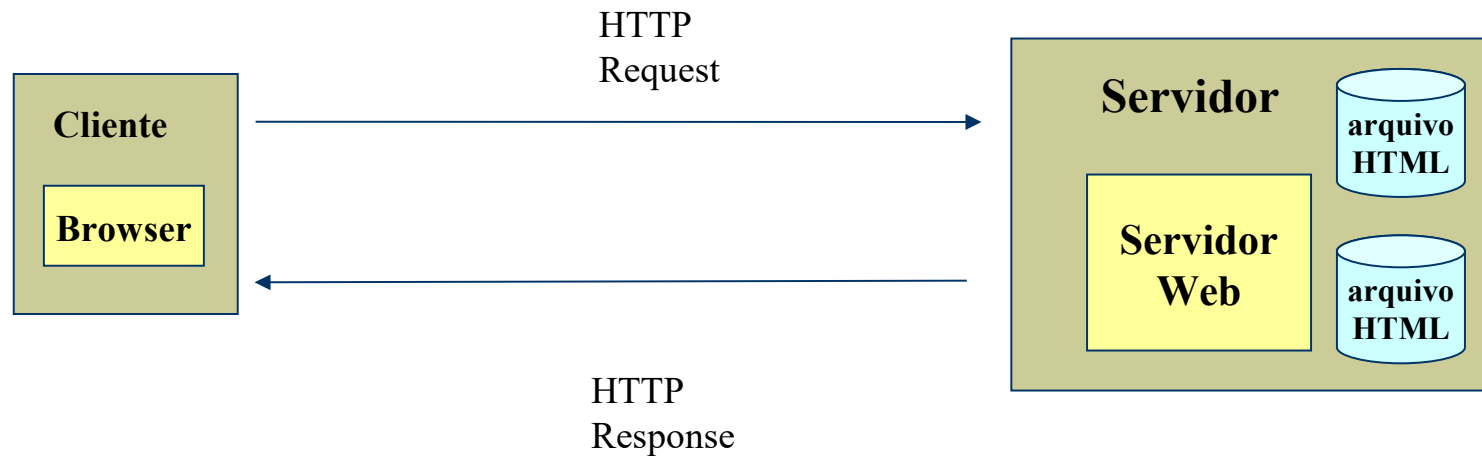 HTTP
Request
Cliente
Browser
Servidor
Servidor
Web
arquivo
HTML
arquivo
HTML
HTTP
Response